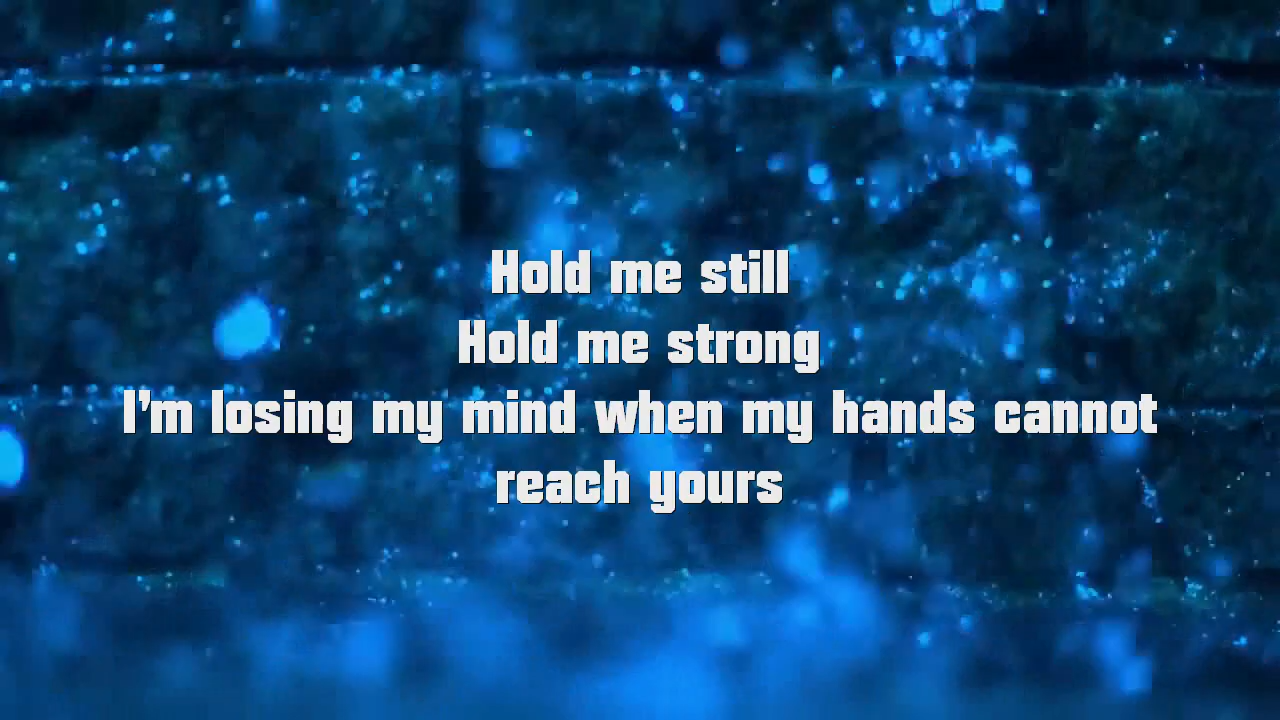 Hold me still
Hold me strong
I'm losing my mind when my hands cannot
reach yours